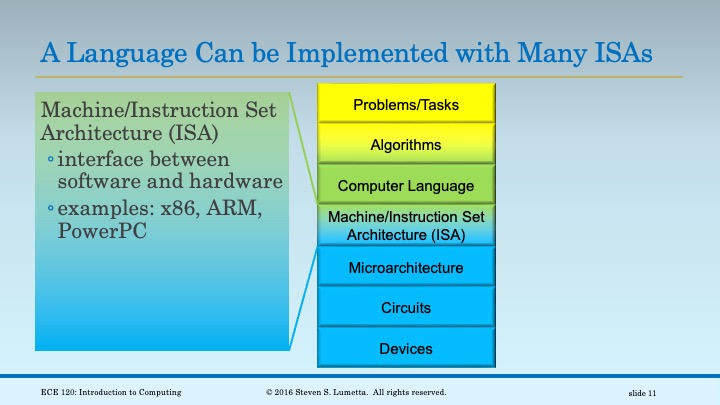 A Language Can be Implemented with Many ISAs
Machine/Instruction Set
Architecture (ISA)
◦ interface between
software and hardware
◦ examples: x86, ARM,
PowerPC
Problems/Tasks
Algorithms
Computer Language
Machine/Instruction Set
Architecture (ISA)
Microarchitecture
Circuits
Devices
ECE 120: Introduction to Computing
© 2016 Steven S. Lumetta.  All rights reserved.
slide 11